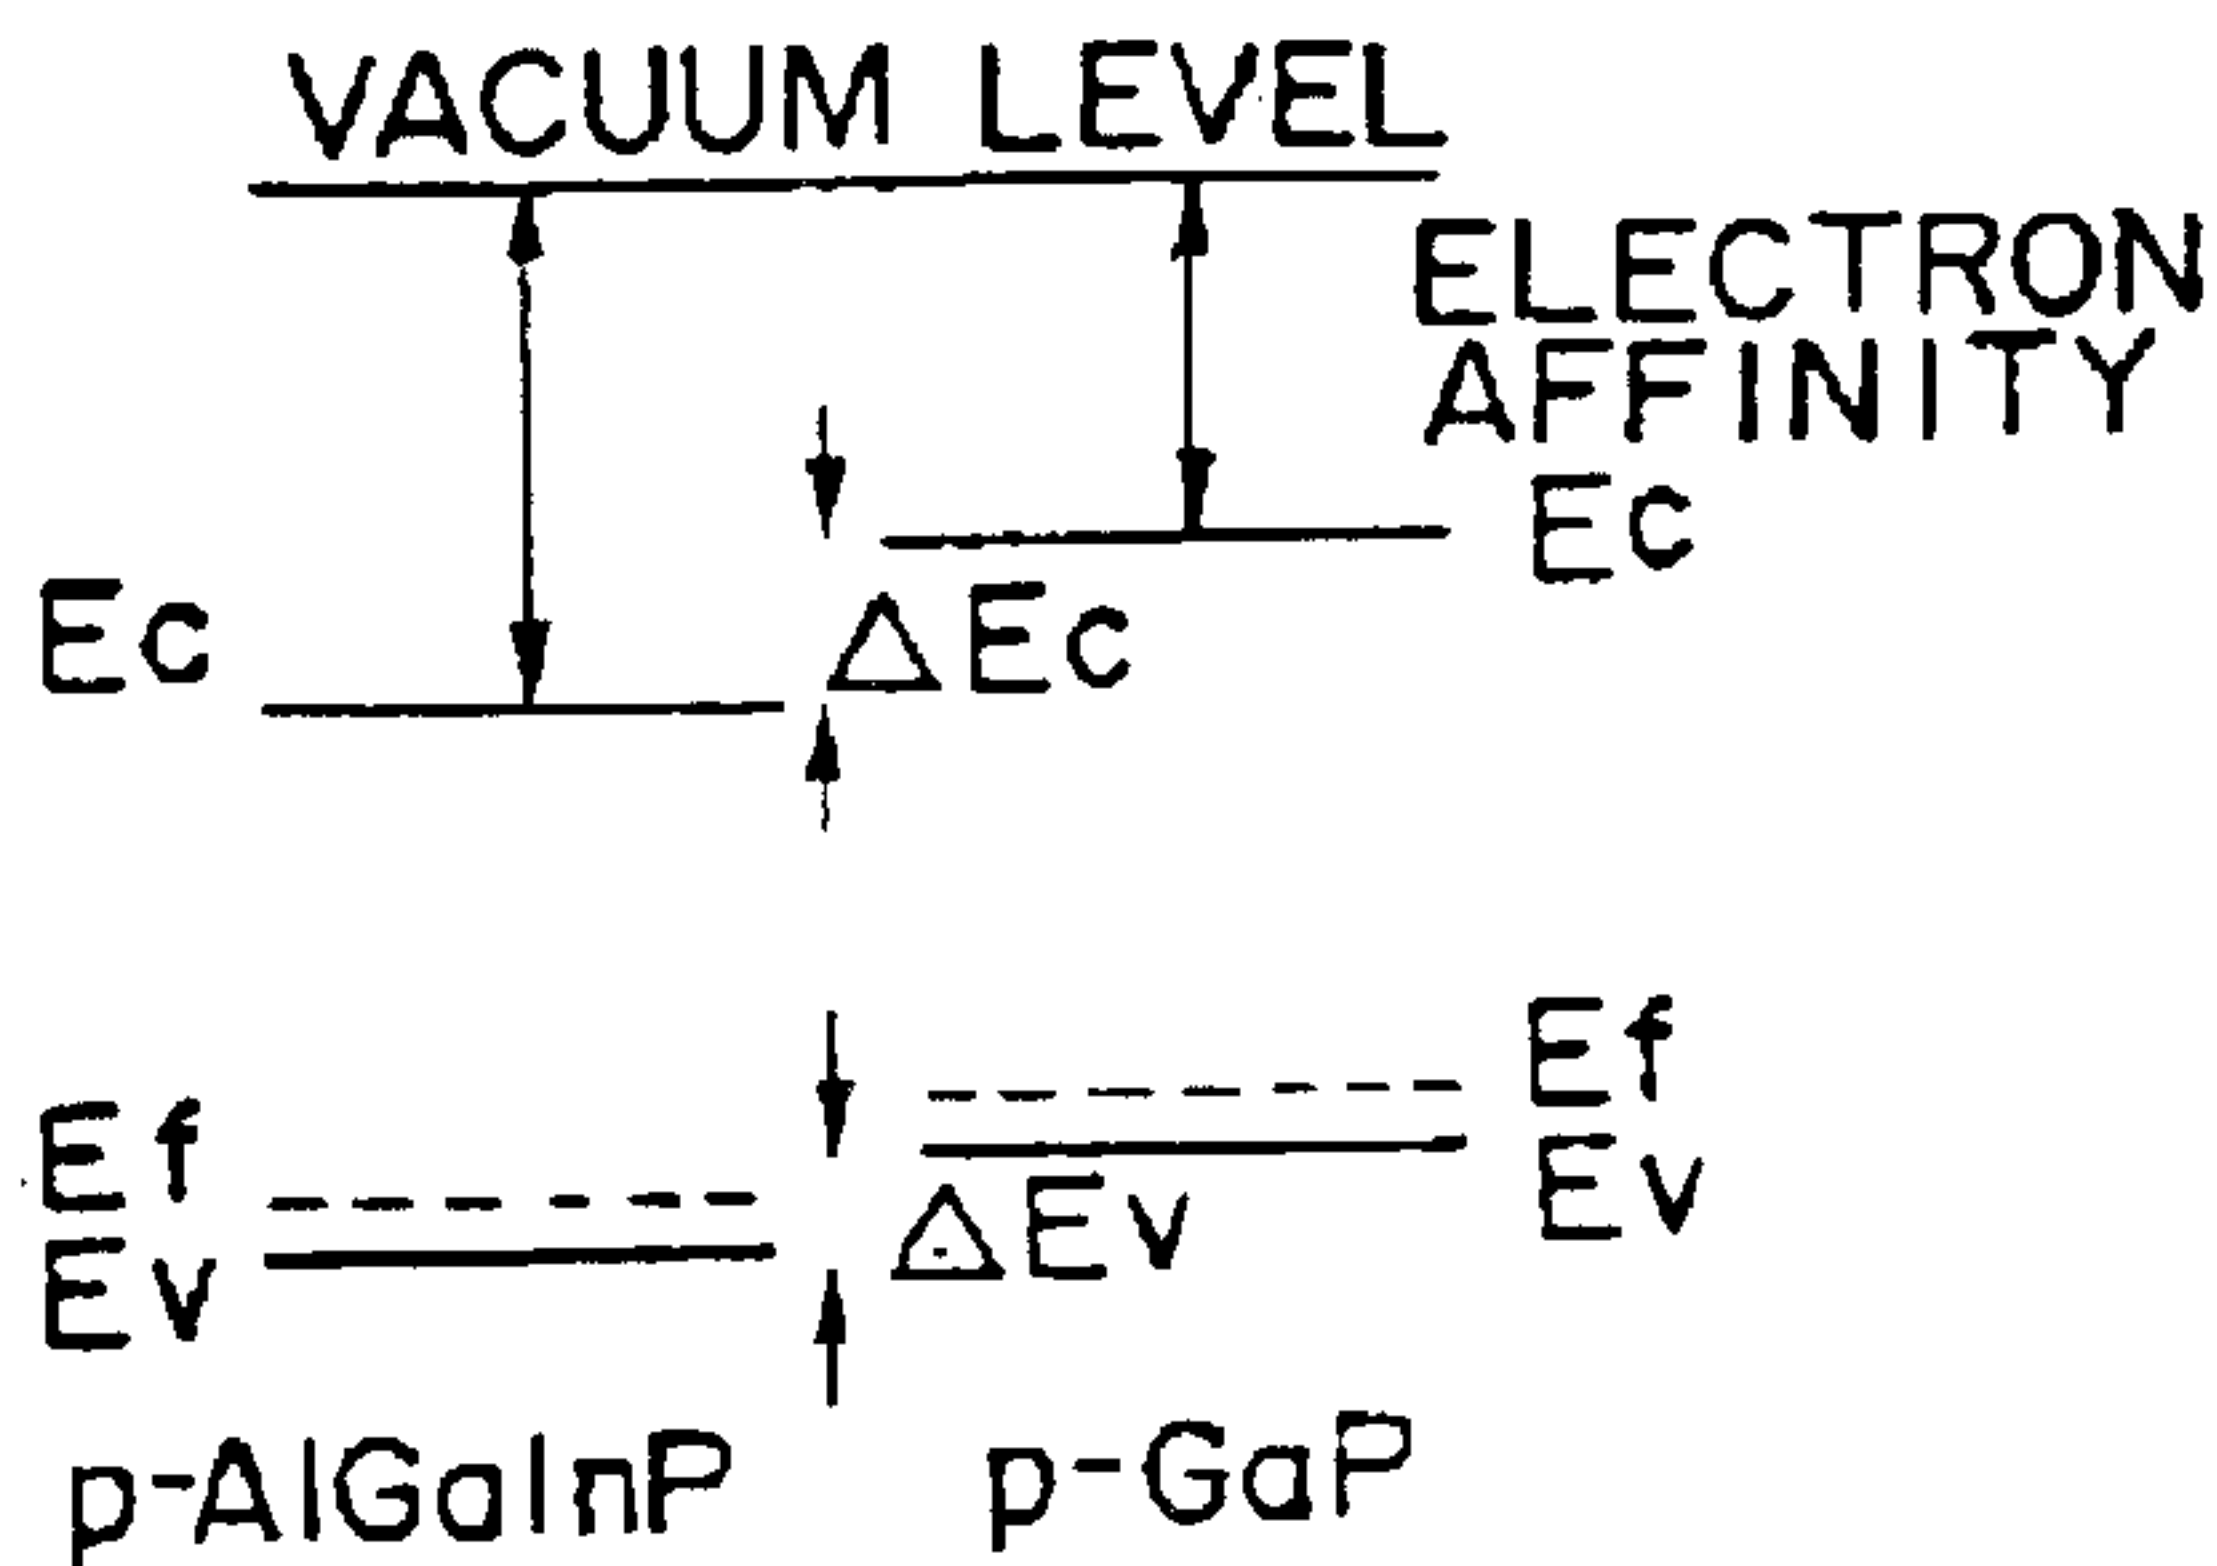 VACUUM LEVEL
ELECTRON
AFFINITY
Ec
Ec
ΔEc
Ef
Ef
Ev
Ev
ΔEv
p-AlGaInP
p-GaP